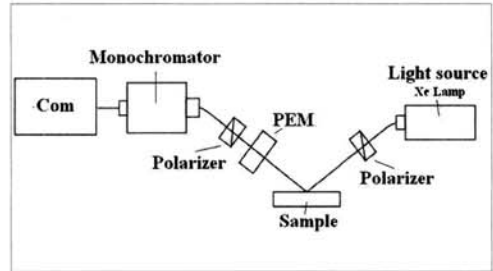 Monochromator
Light source
Xe Lamp
Com
PEM
Polarizer
Polarizer
Sample